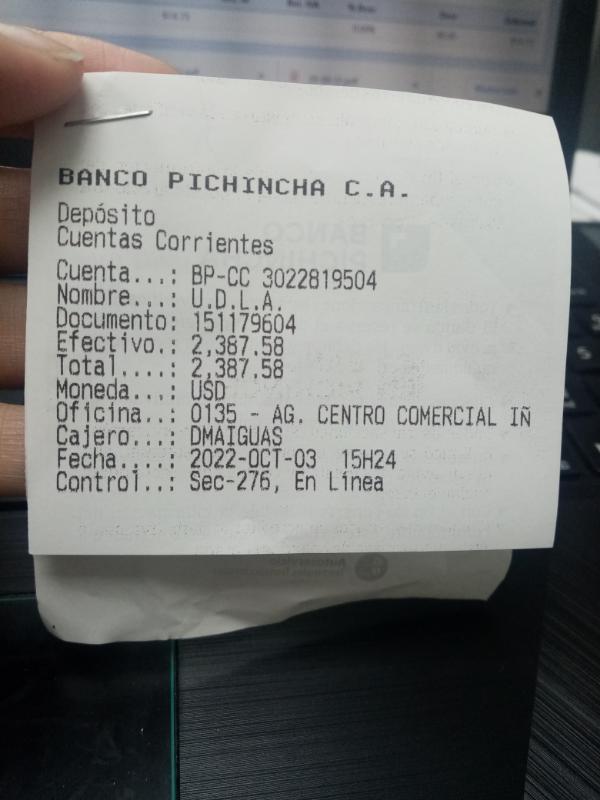 BANCO PICHINCHA C.A.
Depósito
Cuentas Corrientes
Cuenta...: BP-CC 3022819504
Nombre...: U.D.L.A.
Documento: 151179604
Efectivo.: 2,387.58
Total....: 2,387.58
Moneda...: USD
Oficina..: 0135 - AG. CENTRO COMERCIAL IÑ
Cajero...: DMAIGUAS
Fecha....: 2022-OCT-03 15H24
Control..: Sec-276, En Línea